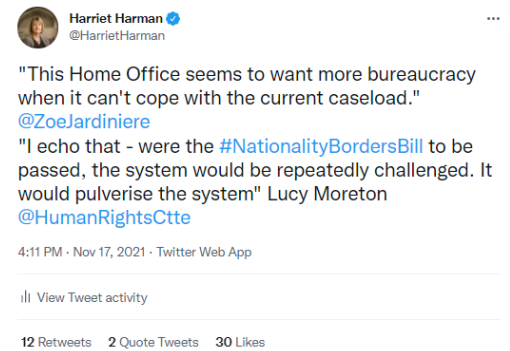 Harriet Harman
@HarrietHarman
"This Home Office seems to want more bureaucracy
when it can't cope with the current caseload."
@ZoeJardiniere
"I echo that - were the #NationalityBordersBill to be
passed, the system would be repeatedly challenged. It
would pulverise the system" Lucy Moreton
@HumanRightsCtte
4:11 PM · Nov 17, 2021 · Twitter Web App
View Tweet activity
12 Retweets 2 Quote Tweets 30 Likes